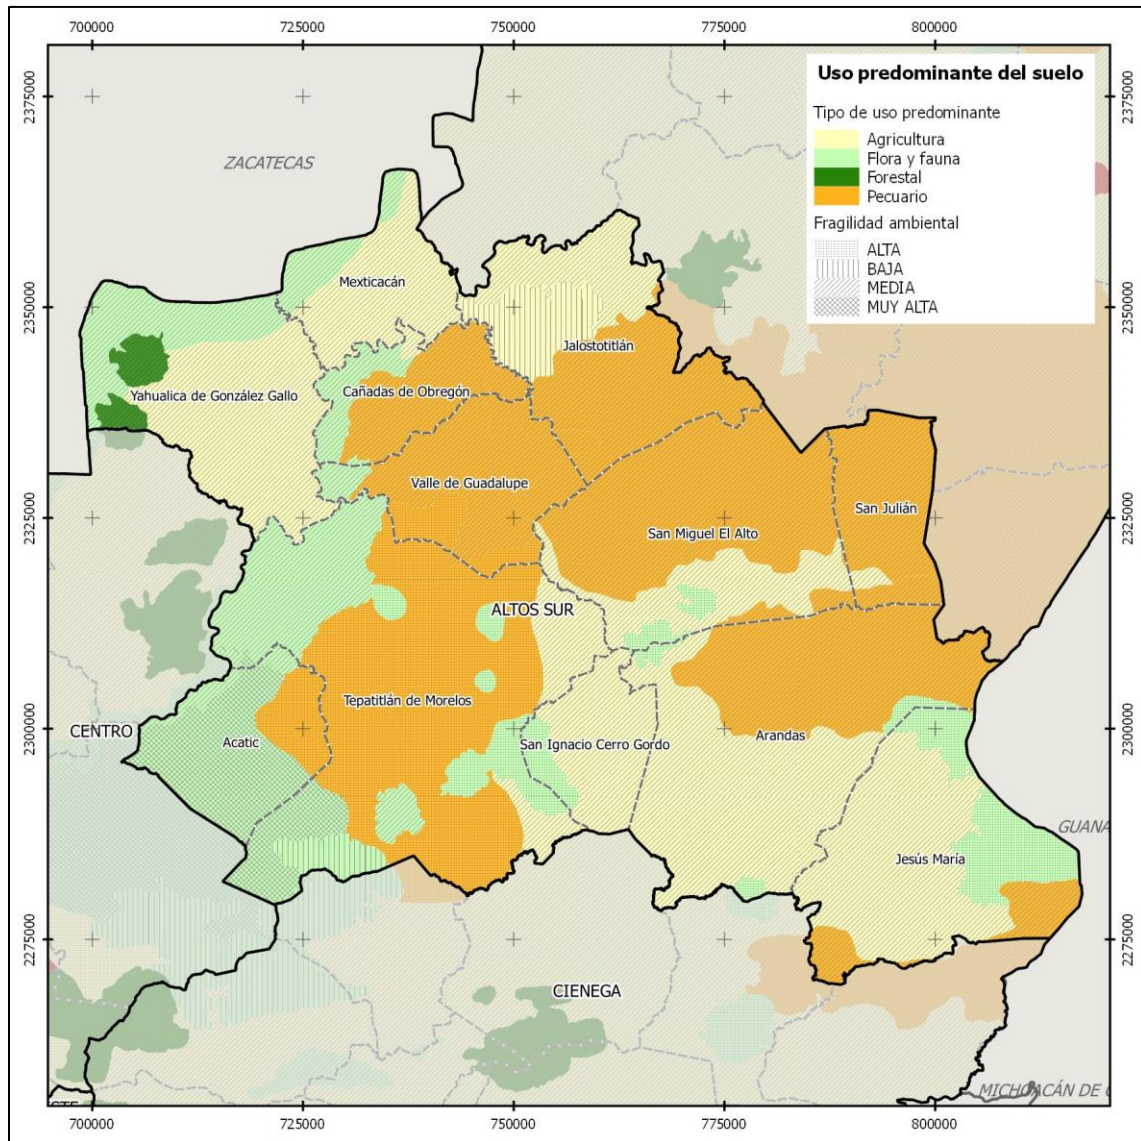 700000 725000 750000 775000 800000
2375000 2375000
2350000 2350000
2325000 2325000
2300000 2300000
2275000 2275000
Uso predominante del suelo
Tipo de uso predominante
Agricultura
Flora y fauna
Forestal
Pecuario
Fragilidad ambiental
ALTA
BAJA
MEDIA
MUY ALTA
ZACATECAS
Mexticacán
Jalostotitlán
Yahualica de González Gallo
Cañadas de Obregón
Valle de Guadalupe
San Julián
San Miguel El Alto
ALTOS SUR
Tepatitlán de Morelos
CENTRO
Acatic
San Ignacio Cerro Gordo
Arandas
GUANA
Jesús María
CIENEGA
MICHOACÁN DE
700000 725000 750000 775000 800000